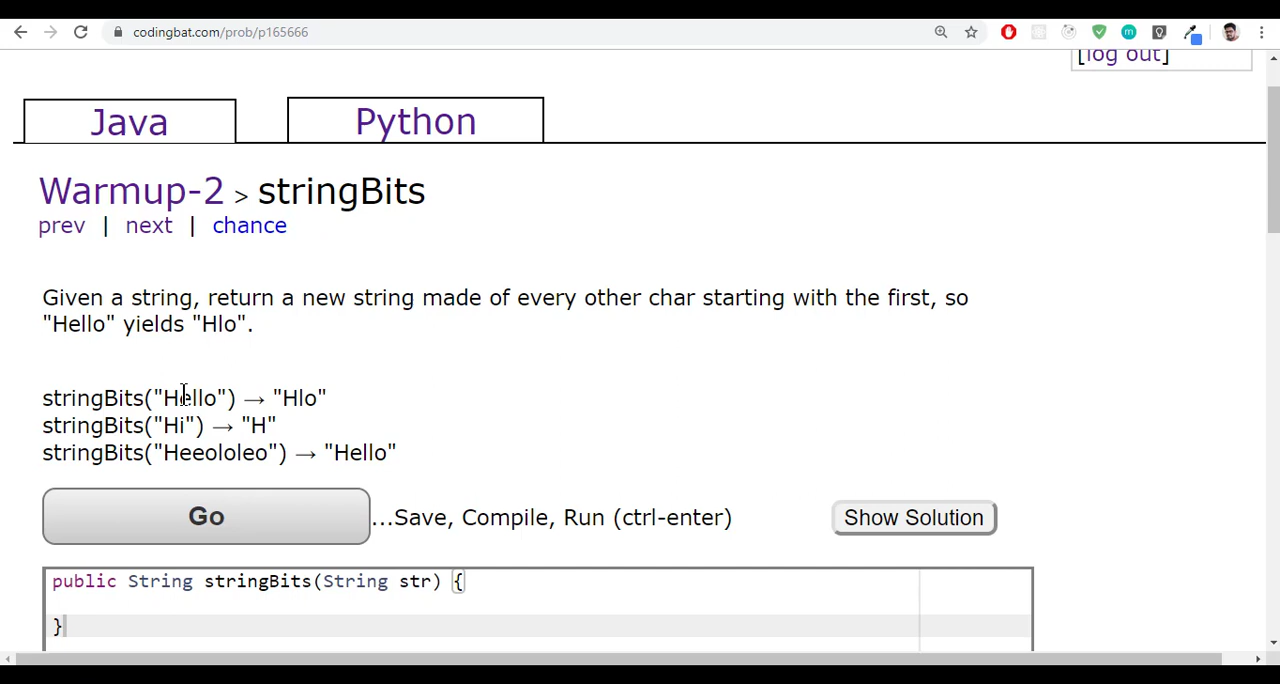 codingbat.com/prob/p165666
[log out]
Java
Python
Warmup-2 > stringBits
prev | next | chance
Given a string, return a new string made of every other char starting with the first, so
"Hello" yields "Hlo".
stringBits("Hello") → "Hlo"
stringBits("Hi") → "H"
stringBits("Heeololeo") → "Hello"
Go
...Save, Compile, Run (ctrl-enter)
Show Solution
public String stringBits(String str) {
}